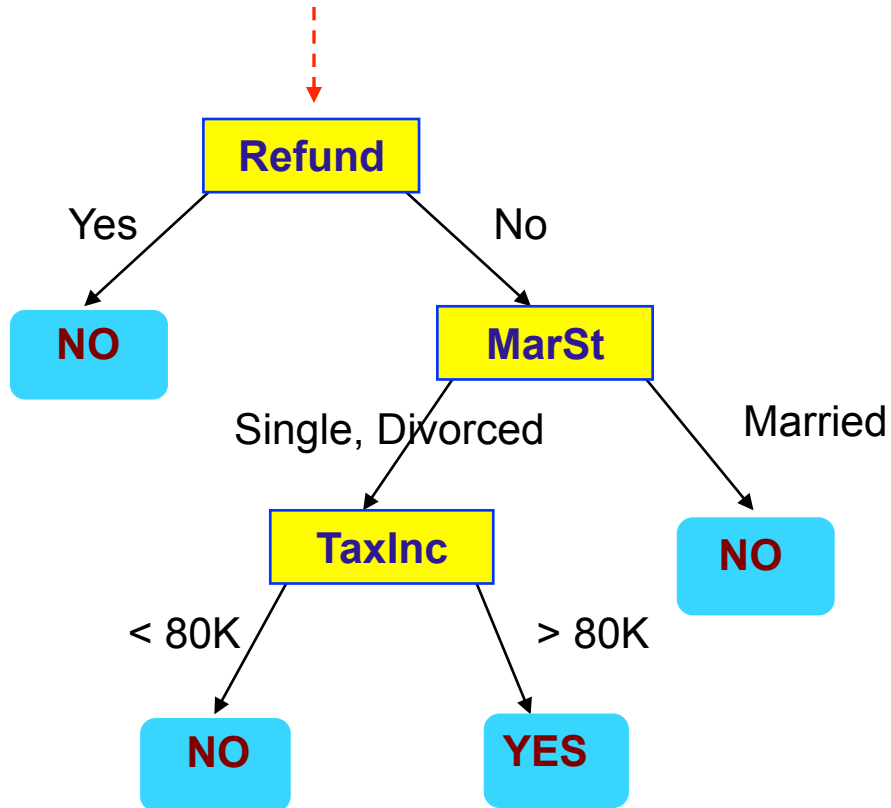 Refund
Yes
No
NO
MarSt
Single, Divorced
Married
TaxInc
NO
< 80K
> 80K
NO
YES